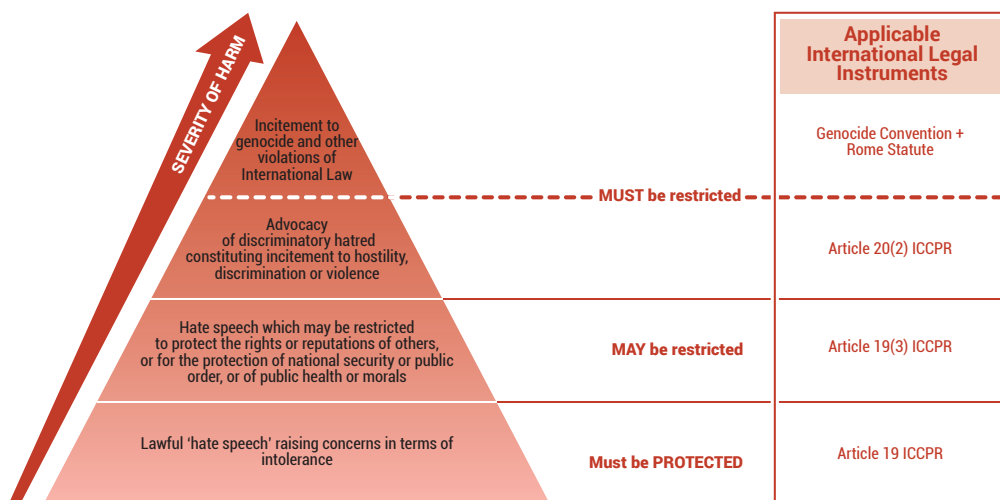 SEVERITY OF HARM
Applicable
International Legal
Instruments
Incitement to
genocide and other
violations of
International Law
Genocide Convention +
Rome Statute
MUST be restricted
Advocacy
of discriminatory hatred
constituting incitement to hostility,
discrimination or violence
Article 20(2) ICCPR
Hate speech which may be restricted
to protect the rights or reputations of others,
or for the protection of national security or public
order, or of public health or morals
MAY be restricted
Article 19(3) ICCPR
Lawful ‘hate speech’ raising concerns in terms of
intolerance
Must be PROTECTED
Article 19 ICCPR